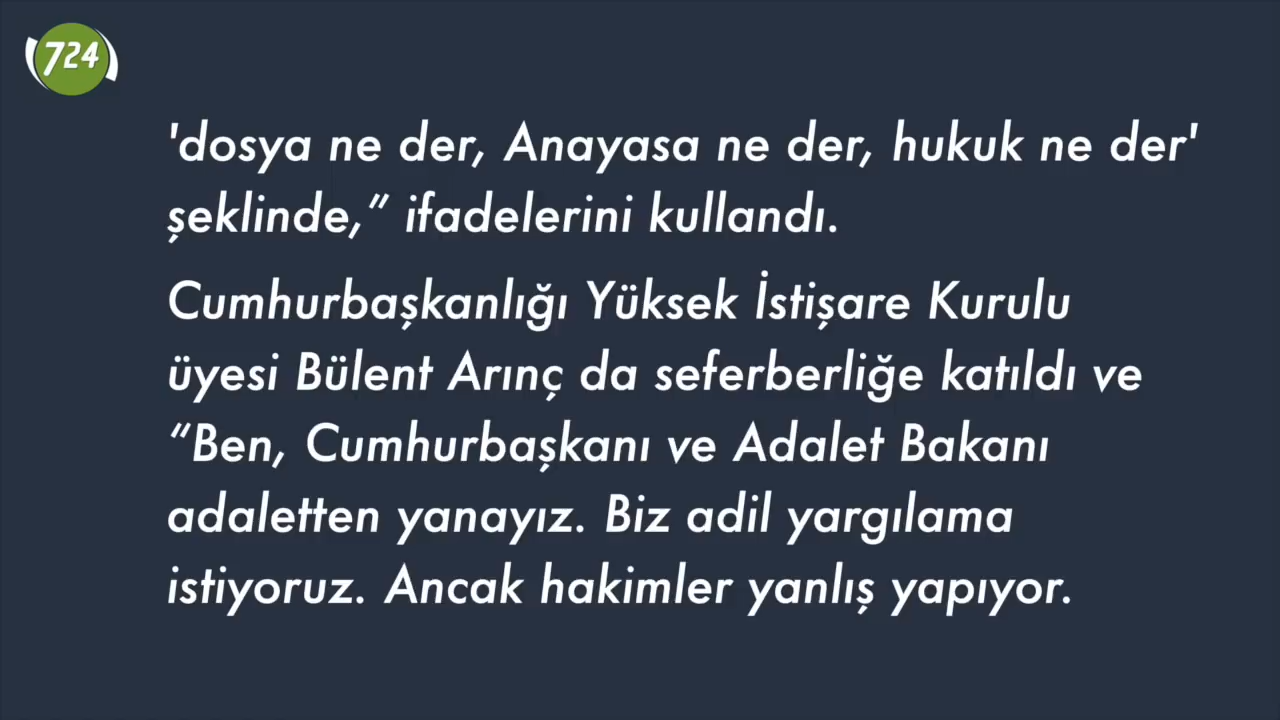 724
'dosya ne der, Anayasa ne der, hukuk ne der'
şeklinde,” ifadelerini kullandı.
Cumhurbaşkanlığı Yüksek İstişare Kurulu
üyesi Bülent Arınç da seferberliğe katıldı ve
“Ben, Cumhurbaşkanı ve Adalet Bakanı
adaletten yanayız. Biz adil yargılama
istiyoruz. Ancak hakimler yanlış yapıyor.